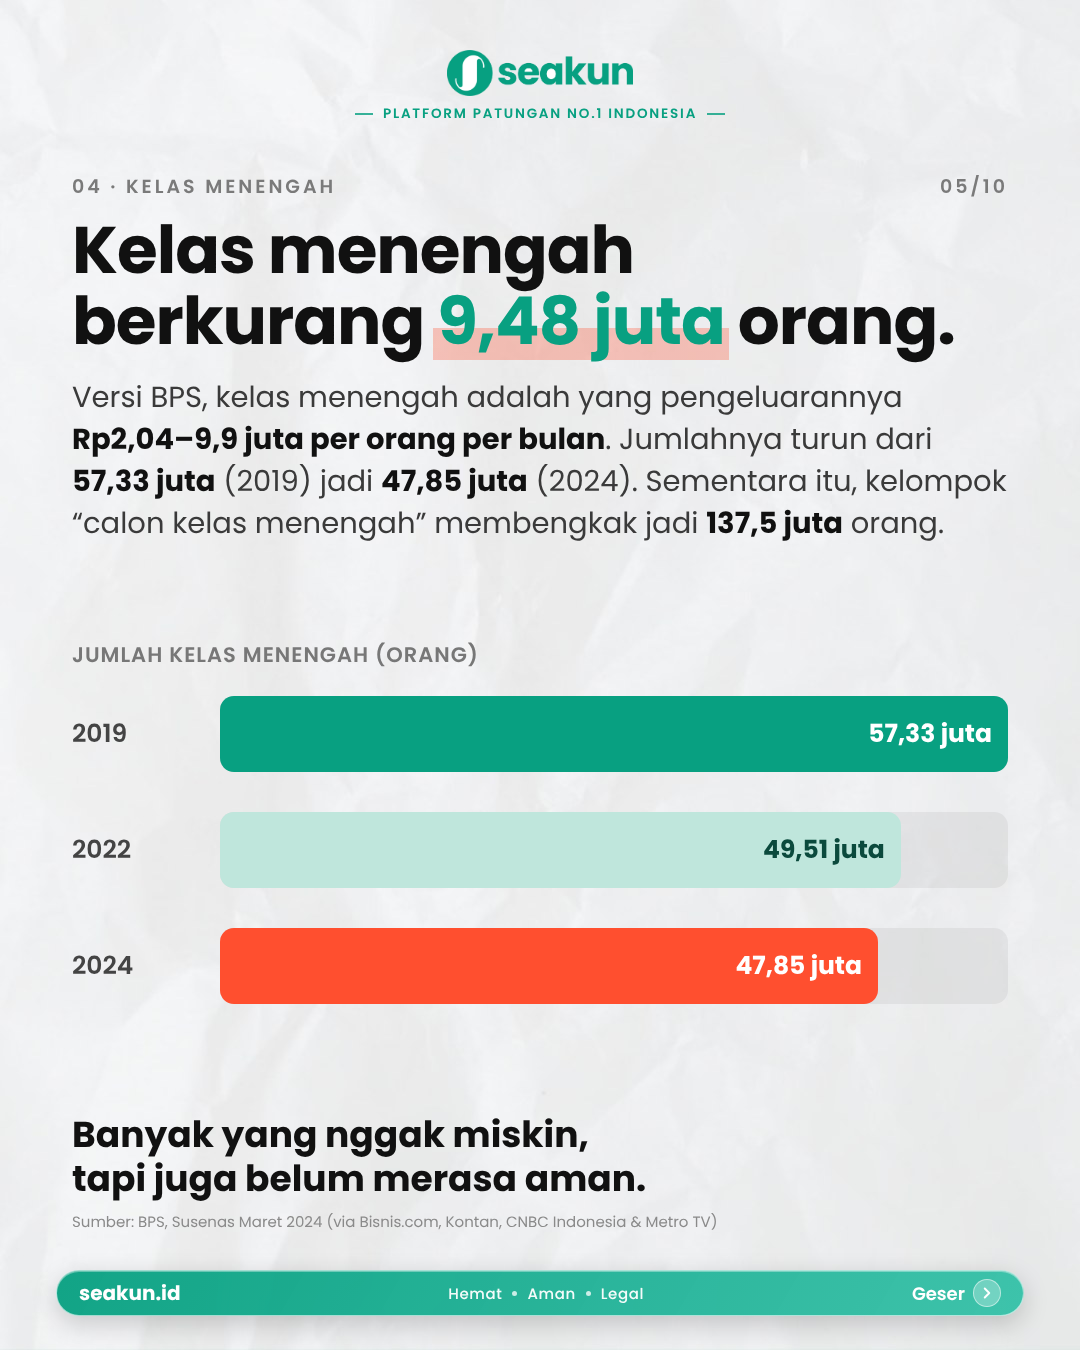 seakun
PLATFORM PATUNGAN NO.1 INDONESIA
04 · KELAS MENENGAH
05/10
Kelas menengah
berkurang 9,48 juta orang.
Versi BPS, kelas menengah adalah yang pengeluarannya
Rp2,04–9,9 juta per orang per bulan. Jumlahnya turun dari
57,33 juta (2019) jadi 47,85 juta (2024). Sementara itu, kelompok
“calon kelas menengah” membengkak jadi 137,5 juta orang.
JUMLAH KELAS MENENGAH (ORANG)
2019
57,33 juta
2022
49,51 juta
2024
47,85 juta
Banyak yang nggak miskin,
tapi juga belum merasa aman.
Sumber: BPS, Susenas Maret 2024 (via Bisnis.com, Kontan, CNBC Indonesia & Metro TV)
seakun.id
Hemat • Aman • Legal
Geser